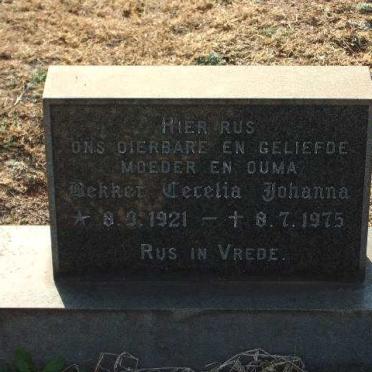 HIER RUS
ONS DIERBARE EN GELIEFDE
MOEDER EN OUMA
Bekker Cecelia Johanna
* 8.3.1921 – † 8.7.1975
RUS IN VREDE.